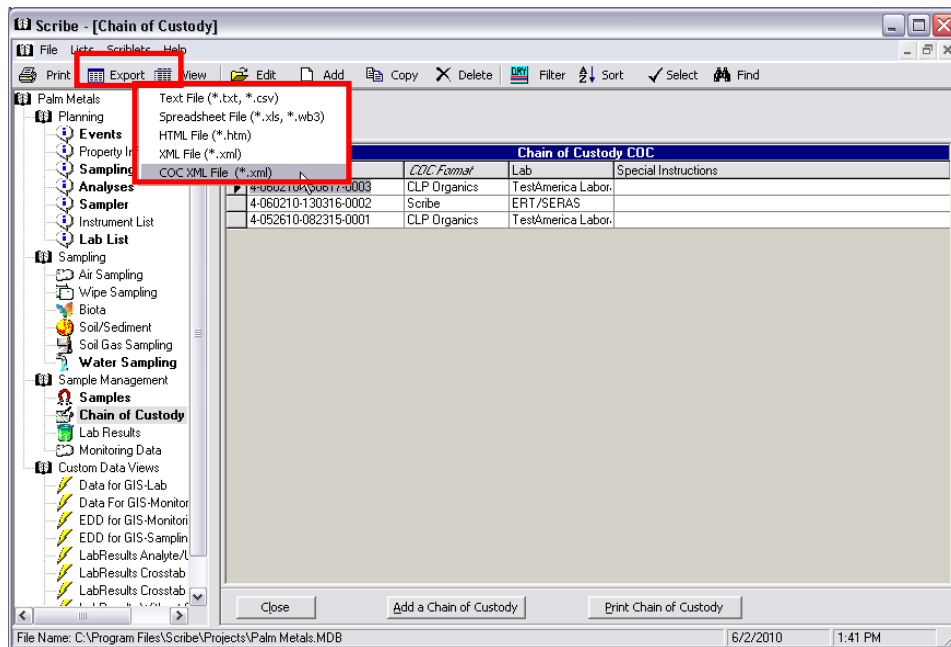 Scribe - [Chain of Custody]
File Lists Scriblets Help
Print Export View Edit Add Copy Delete Filter Sort Select Find
Text File (*.txt, *.csv)
Spreadsheet File (*.xls, *.wb3)
HTML File (*.htm)
XML File (*.xml)
COC XML File (*.xml)
Palm Metals
Planning
Events
Property In
Sampling
Analyses
Sampler
Instrument List
Lab List
Sampling
Air Sampling
Wipe Sampling
Biota
Soil/Sediment
Soil Gas Sampling
Water Sampling
Sample Management
Samples
Chain of Custody
Lab Results
Monitoring Data
Custom Data Views
Data for GIS-Lab
Data For GIS-Monitor
EDD for GIS-Monitori
EDD for GIS-Samplin
LabResults Analyte/L
LabResults Crosstab
LabResults Crosstab
Chain of Custody COC
COC Format Lab Special Instructions
CLP Organics TestAmerica Labor
4-060210-130316-0002 Scribe ERT/SERAS
4-052610-082315-0001 CLP Organics TestAmerica Labor
Close Add a Chain of Custody Print Chain of Custody
File Name: C:\Program Files\Scribe\Projects\Palm Metals.MDB 6/2/2010 1:41 PM